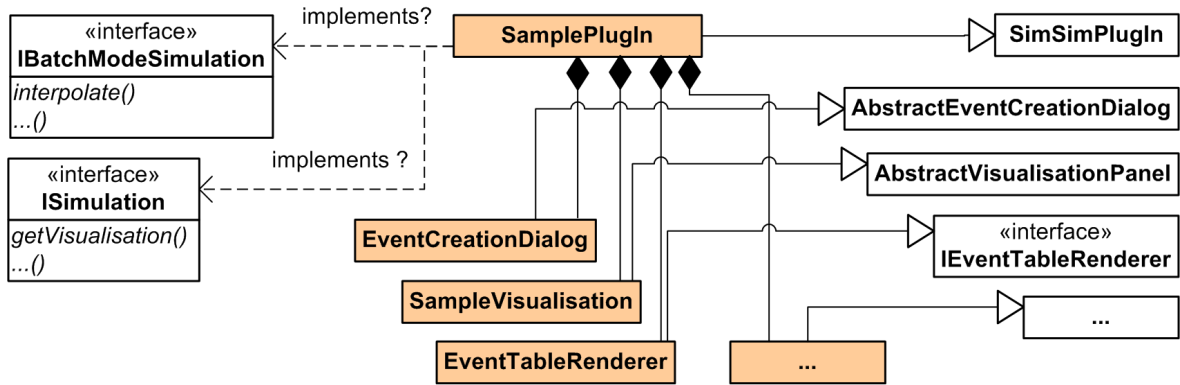 «interface»
IBatchModeSimulation
interpolate()
...()
implements?
SamplePlugIn
SimSimPlugIn
AbstractEventCreationDialog
«interface»
ISimulation
getVisualisation()
...()
implements ?
AbstractVisualisationPanel
EventCreationDialog
«interface»
IEventTableRenderer
SampleVisualisation
...
EventTableRenderer
...